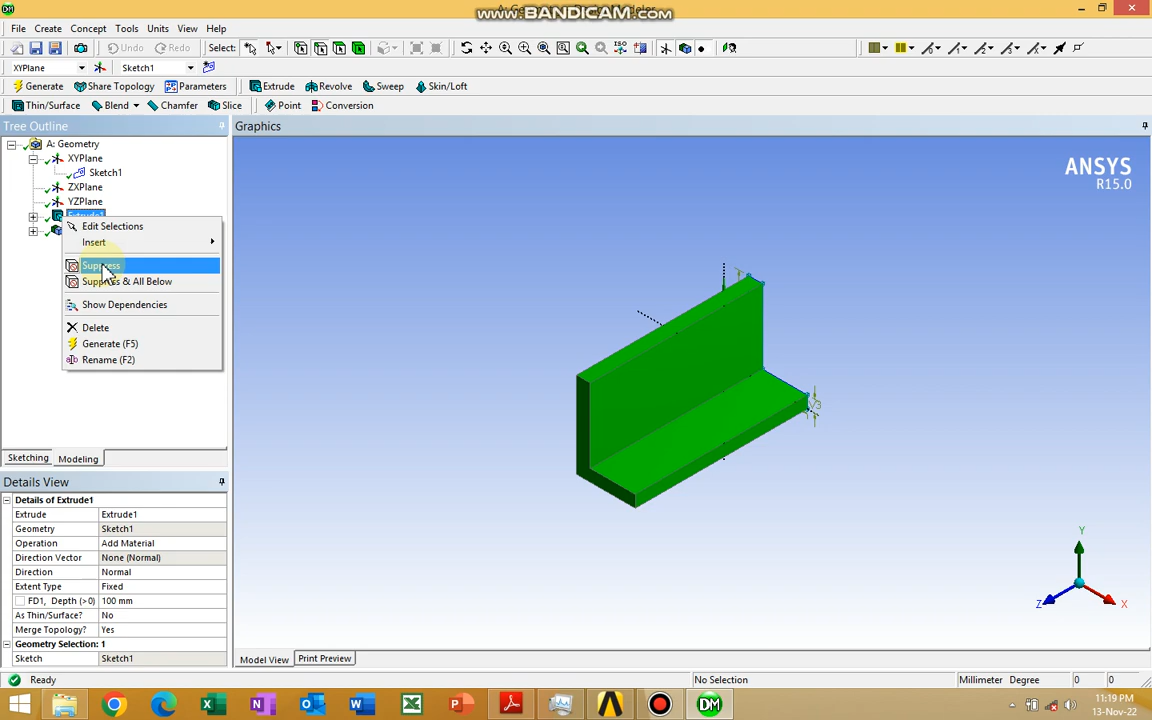 www.BANDICAM.com
File Create Concept Tools Units View Help
Undo Redo Select:
XYPlane Sketch1
Generate Share Topology Parameters Extrude Revolve Sweep Skin/Loft
Thin/Surface Blend Chamfer Slice Point Conversion
Tree Outline
Graphics
A: Geometry
XYPlane
Sketch1
ZXPlane
YZPlane
Extrude1
Edit Selections
Insert
Suppress
Suppress & All Below
Show Dependencies
Delete
Generate (F5)
Rename (F2)
ANSYS
R15.0
V3
Y
Z
X
Sketching Modeling
Details View
Details of Extrude1
Extrude Extrude1
Geometry Sketch1
Operation Add Material
Direction Vector None (Normal)
Direction Normal
Extent Type Fixed
FD1, Depth (>0) 100 mm
As Thin/Surface? No
Merge Topology? Yes
Geometry Selection: 1
Sketch Sketch1
Model View Print Preview
Ready
No Selection
Millimeter Degree 0 0
11:19 PM
13-Nov-22